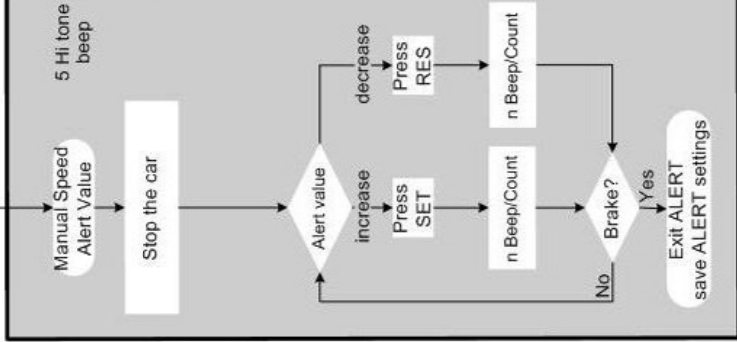 5 Hi tone
beep
Manual Speed
Alert Value
Stop the car
Alert value
increase
decrease
Press
SET
Press
RES
n Beep/Count
n Beep/Count
Brake?
No
Yes
Exit ALERT
save ALERT settings